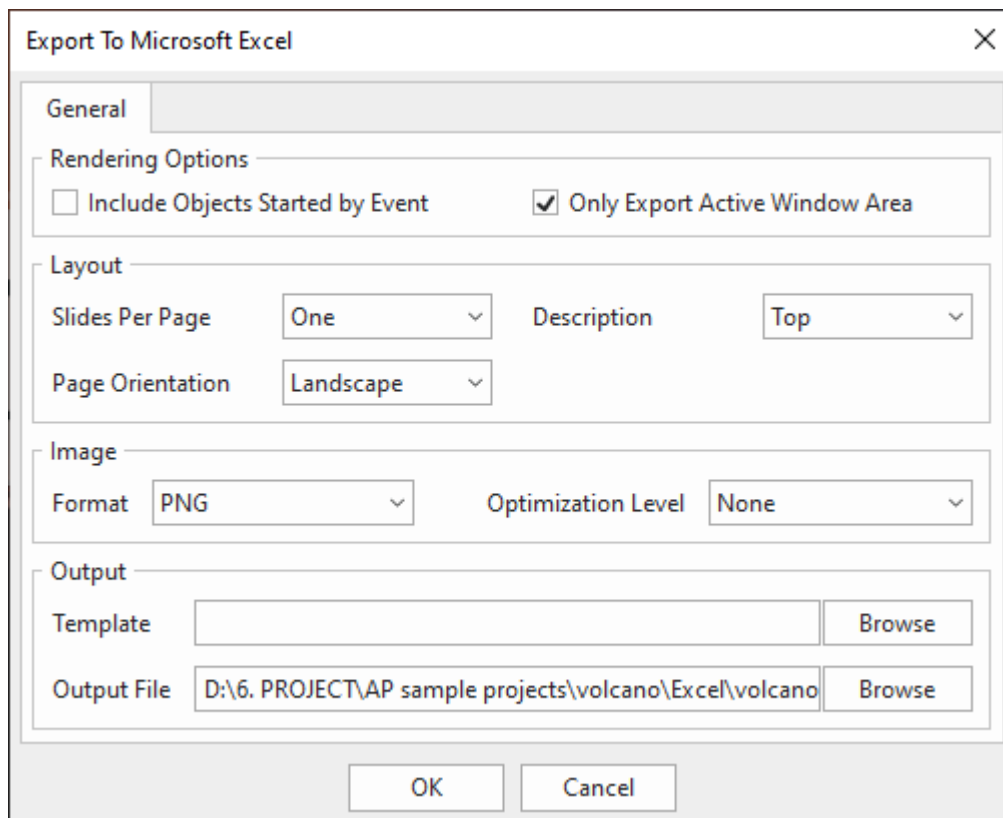 Export To Microsoft Excel
General
Rendering Options
Include Objects Started by Event
Only Export Active Window Area
Layout
Slides Per Page One Description Top
Page Orientation Landscape
Image
Format PNG Optimization Level None
Output
Template Browse
Output File D:\6. PROJECT\AP sample projects\volcano\Excel\volcano Browse
OK Cancel